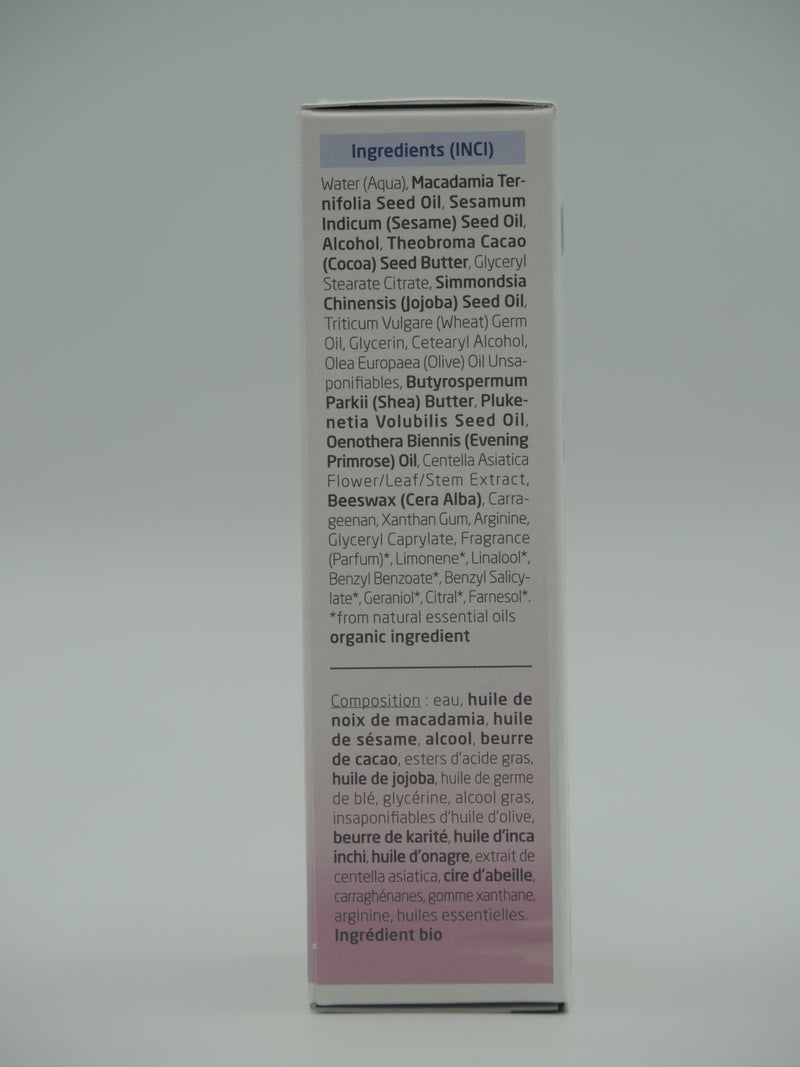 Ingredients (INCI)
Water (Aqua), Macadamia Ter-
nifolia Seed Oil, Sesamum
Indicum (Sesame) Seed Oil,
Alcohol, Theobroma Cacao
(Cocoa) Seed Butter, Glyceryl
Stearate Citrate, Simmondsia
Chinensis (Jojoba) Seed Oil,
Triticum Vulgare (Wheat) Germ
Oil, Glycerin, Cetearyl Alcohol,
Olea Europaea (Olive) Oil Unsa-
ponifiables, Butyrospermum
Parkii (Shea) Butter, Pluke-
netia Volubilis Seed Oil,
Oenothera Biennis (Evening
Primrose) Oil, Centella Asiatica
Flower/Leaf/Stem Extract,
Beeswax (Cera Alba), Carra-
geenan, Xanthan Gum, Arginine,
Glyceryl Caprylate, Fragrance
(Parfum)*, Limonene*, Linalool*,
Benzyl Benzoate*, Benzyl Salicy-
late*, Geraniol*, Citral*, Farnesol*.
*from natural essential oils
organic ingredient
Composition : eau, huile de
noix de macadamia, huile
de sésame, alcool, beurre
de cacao, esters d'acide gras,
huile de jojoba, huile de germe
de blé, glycérine, alcool gras,
insaponifiables d'huile d'olive,
beurre de karité, huile d'inca
inchi, huile d'onagre, extrait de
centella asiatica, cire d'abeille,
carraghénanes, gomme xanthane,
arginine, huiles essentielles.
Ingrédient bio